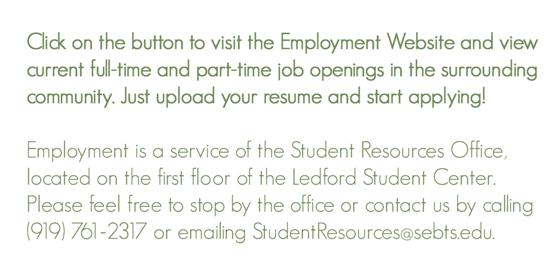 Click on the button to visit the Employment Website and view
current full-time and part-time job openings in the surrounding
community. Just upload your resume and start applying!
Employment is a service of the Student Resources Office,
located on the first floor of the Ledford Student Center.
Please feel free to stop by the office or contact us by calling
(919) 761-2317 or emailing StudentResources@sebts.edu.